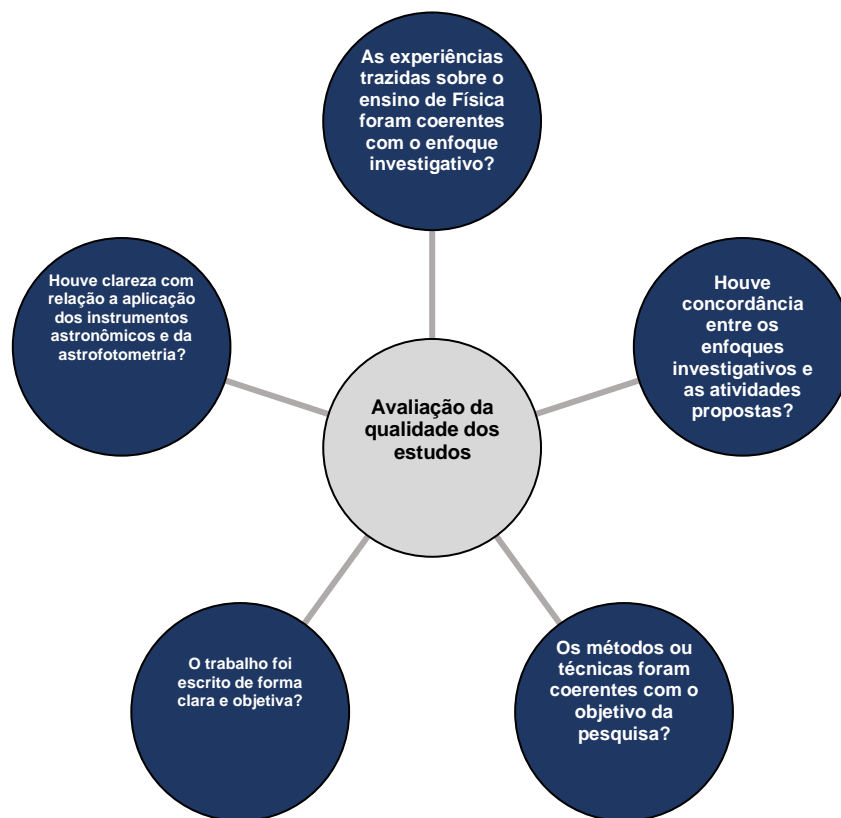 As experiências
trazidas sobre o
ensino de Física
foram coerentes
com o enfoque
investigativo?
Houve clareza com
relação a aplicação
dos instrumentos
astronômicos e da
astrofotometria?
Houve
concordância
entre os
enfoques
investigativos e
as atividades
propostas?
Avaliação da
qualidade dos
estudos
O trabalho foi
escrito de forma
clara e objetiva?
Os métodos ou
técnicas foram
coerentes com o
objetivo da
pesquisa?